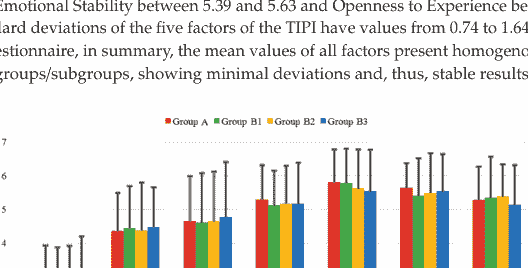 Emotional Stability between 5.39 and 5.63 and Openness to Experience be
dard deviations of the five factors of the TIPI have values from 0.74 to 1.64
estionnaire, in summary, the mean values of all factors present homogeno
groups/subgroups, showing minimal deviations and, thus, stable results
Group A Group B1 Group B2 Group B3
7
6
5
4